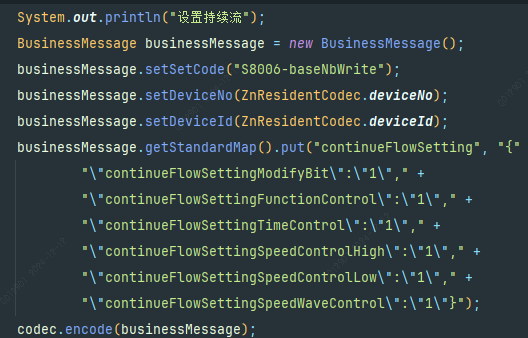 System.out.println("设置持续流");
BusinessMessage businessMessage = new BusinessMessage();
businessMessage.setSetCode("S8006-baseNbWrite");
businessMessage.setDeviceNo(ZnResidentCodec.deviceNo);
businessMessage.setDeviceId(ZnResidentCodec.deviceId);
businessMessage.getStandardMap().put("continueFlowSetting", "{"
"\"continueFlowSettingModifyBit\":\"1\"," +
"\"continueFlowSettingFunctionControl\":\"1\"," +
"\"continueFlowSettingTimeControl\":\"1\"," +
"\"continueFlowSettingSpeedControlHigh\":\"1\"," +
"\"continueFlowSettingSpeedControlLow\":\"1\"," +
"\"continueFlowSettingSpeedWaveControl\":\"1\"}");
codec.encode(businessMessage);